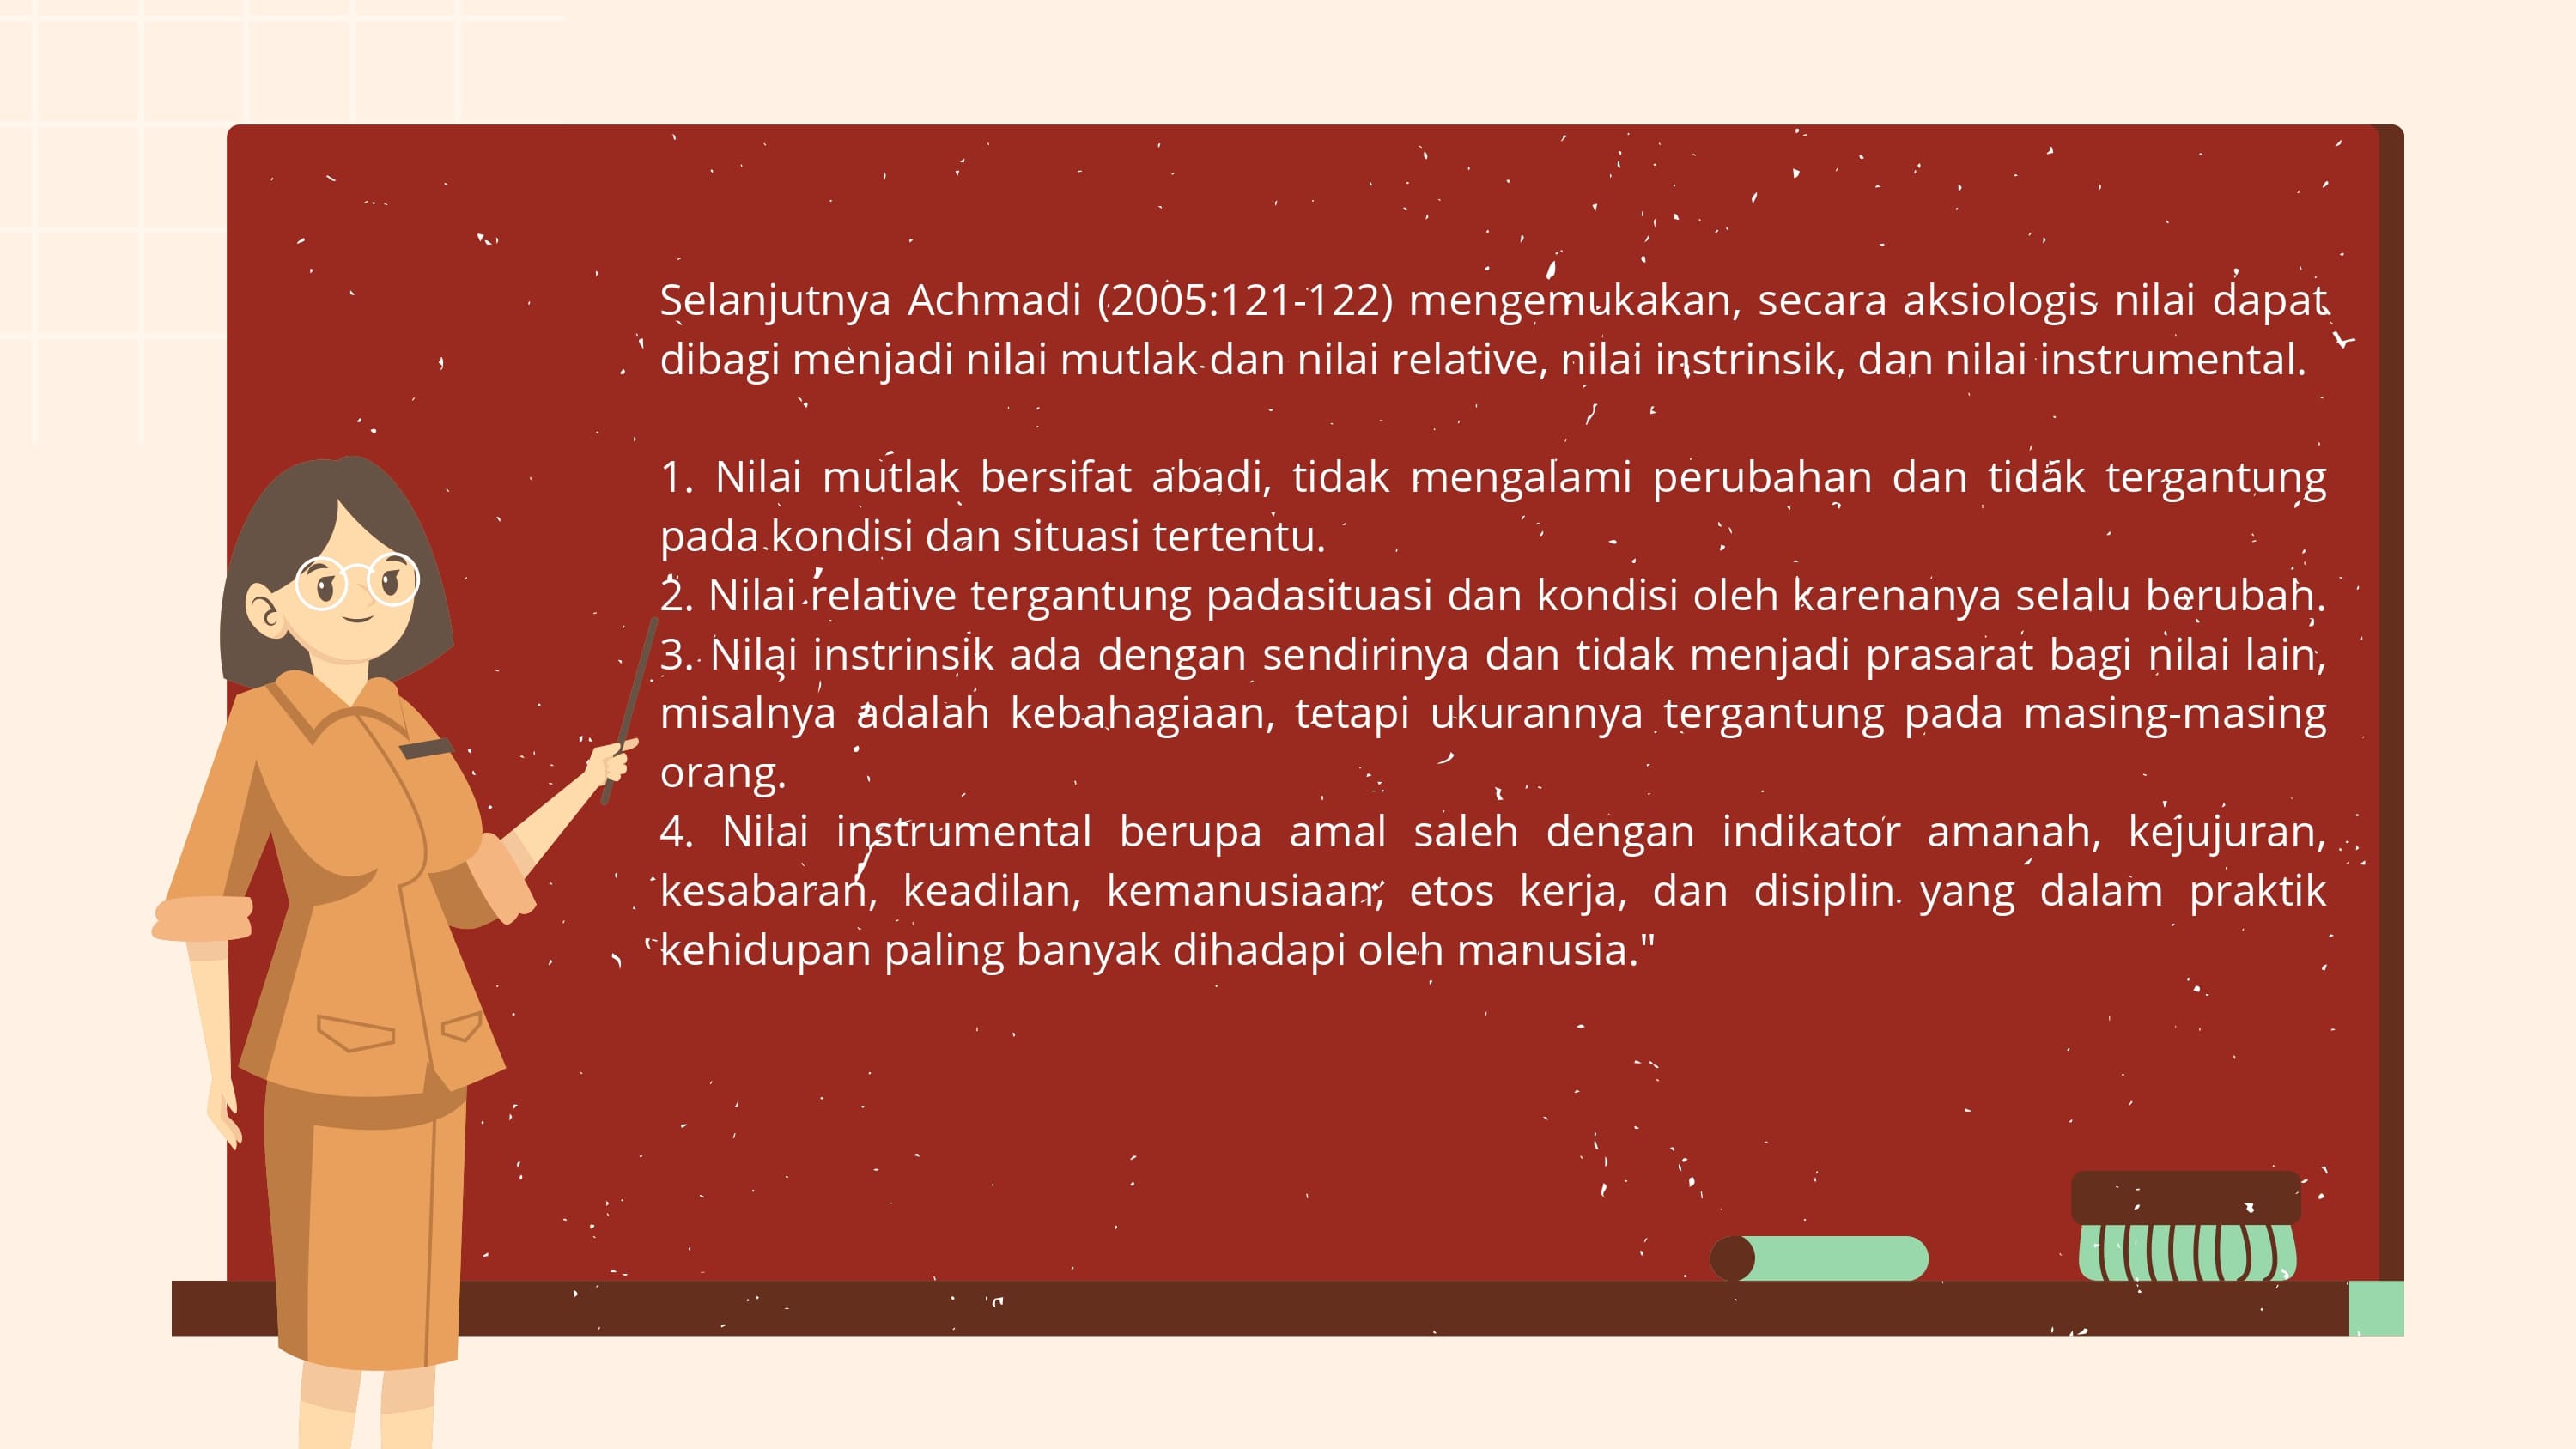 Selanjutnya Achmadi (2005:121-122) mengemukakan, secara aksiologis nilai dapat
dibagi menjadi nilai mutlak dan nilai relative, nilai instrinsik, dan nilai instrumental.
1. Nilai mutlak bersifat abadi, tidak mengalami perubahan dan tidak tergantung
pada kondisi dan situasi tertentu.
2. Nilai relative tergantung padasituasi dan kondisi oleh karenanya selalu berubah.
3. Nilai instrinsik ada dengan sendirinya dan tidak menjadi prasarat bagi nilai lain,
misalnya adalah kebahagiaan, tetapi ukurannya tergantung pada masing-masing
orang.
4. Nilai instrumental berupa amal saleh dengan indikator amanah, kejujuran,
kesabaran, keadilan, kemanusiaan, etos kerja, dan disiplin yang dalam praktik
kehidupan paling banyak dihadapi oleh manusia."